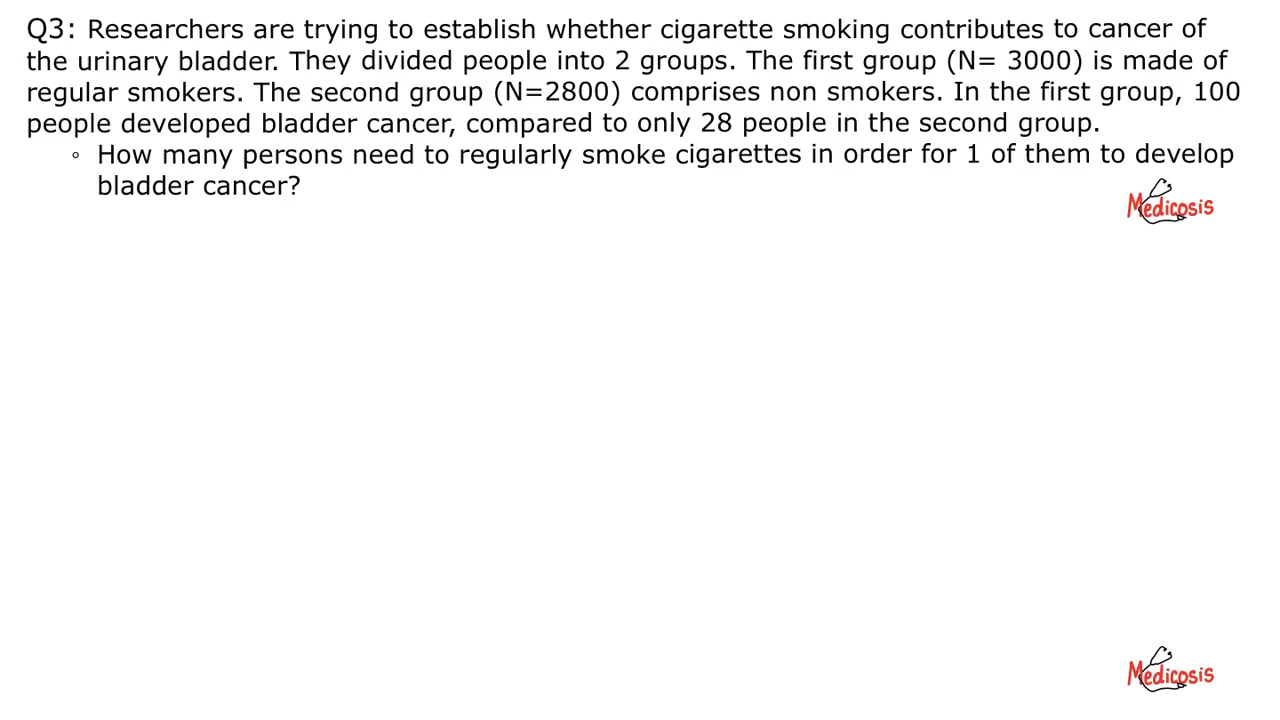 Q3: Researchers are trying to establish whether cigarette smoking contributes to cancer of
the urinary bladder. They divided people into 2 groups. The first group (N= 3000) is made of
regular smokers. The second group (N=2800) comprises non smokers. In the first group, 100
people developed bladder cancer, compared to only 28 people in the second group.
◦ How many persons need to regularly smoke cigarettes in order for 1 of them to develop
bladder cancer?
Medicosis
Medicosis